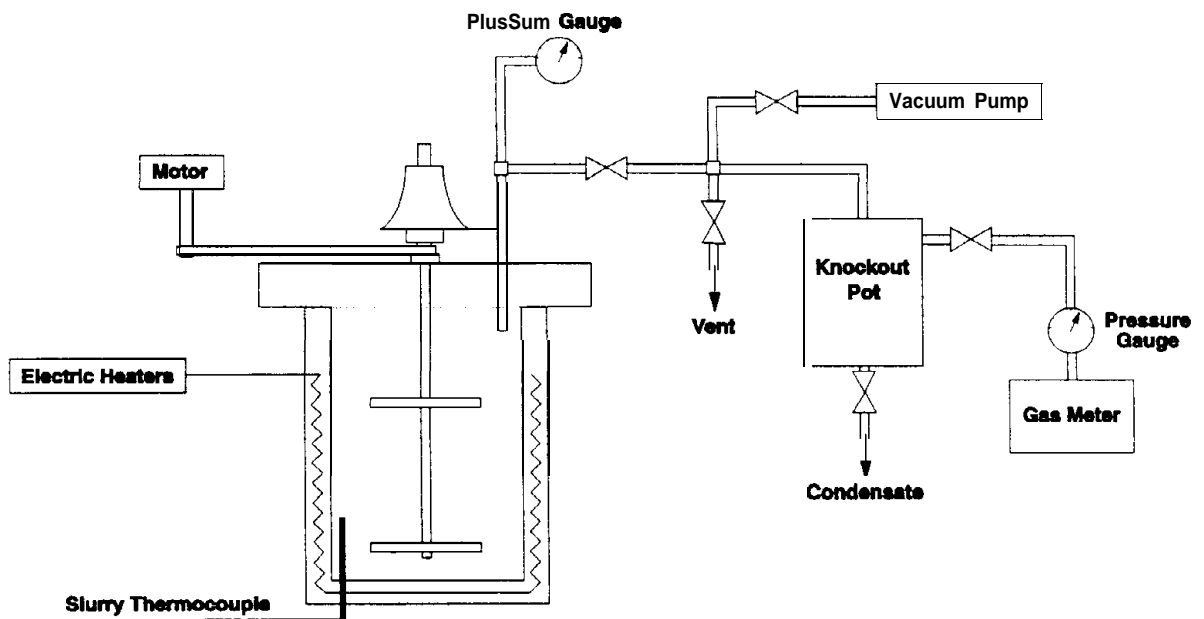 PlusSum Gauge
Vacuum Pump
Motor
Knockout
Pot
Vent
Pressure
Gauge
Electric Heaters
Gas Meter
Condensate
Slurry Thermocouple